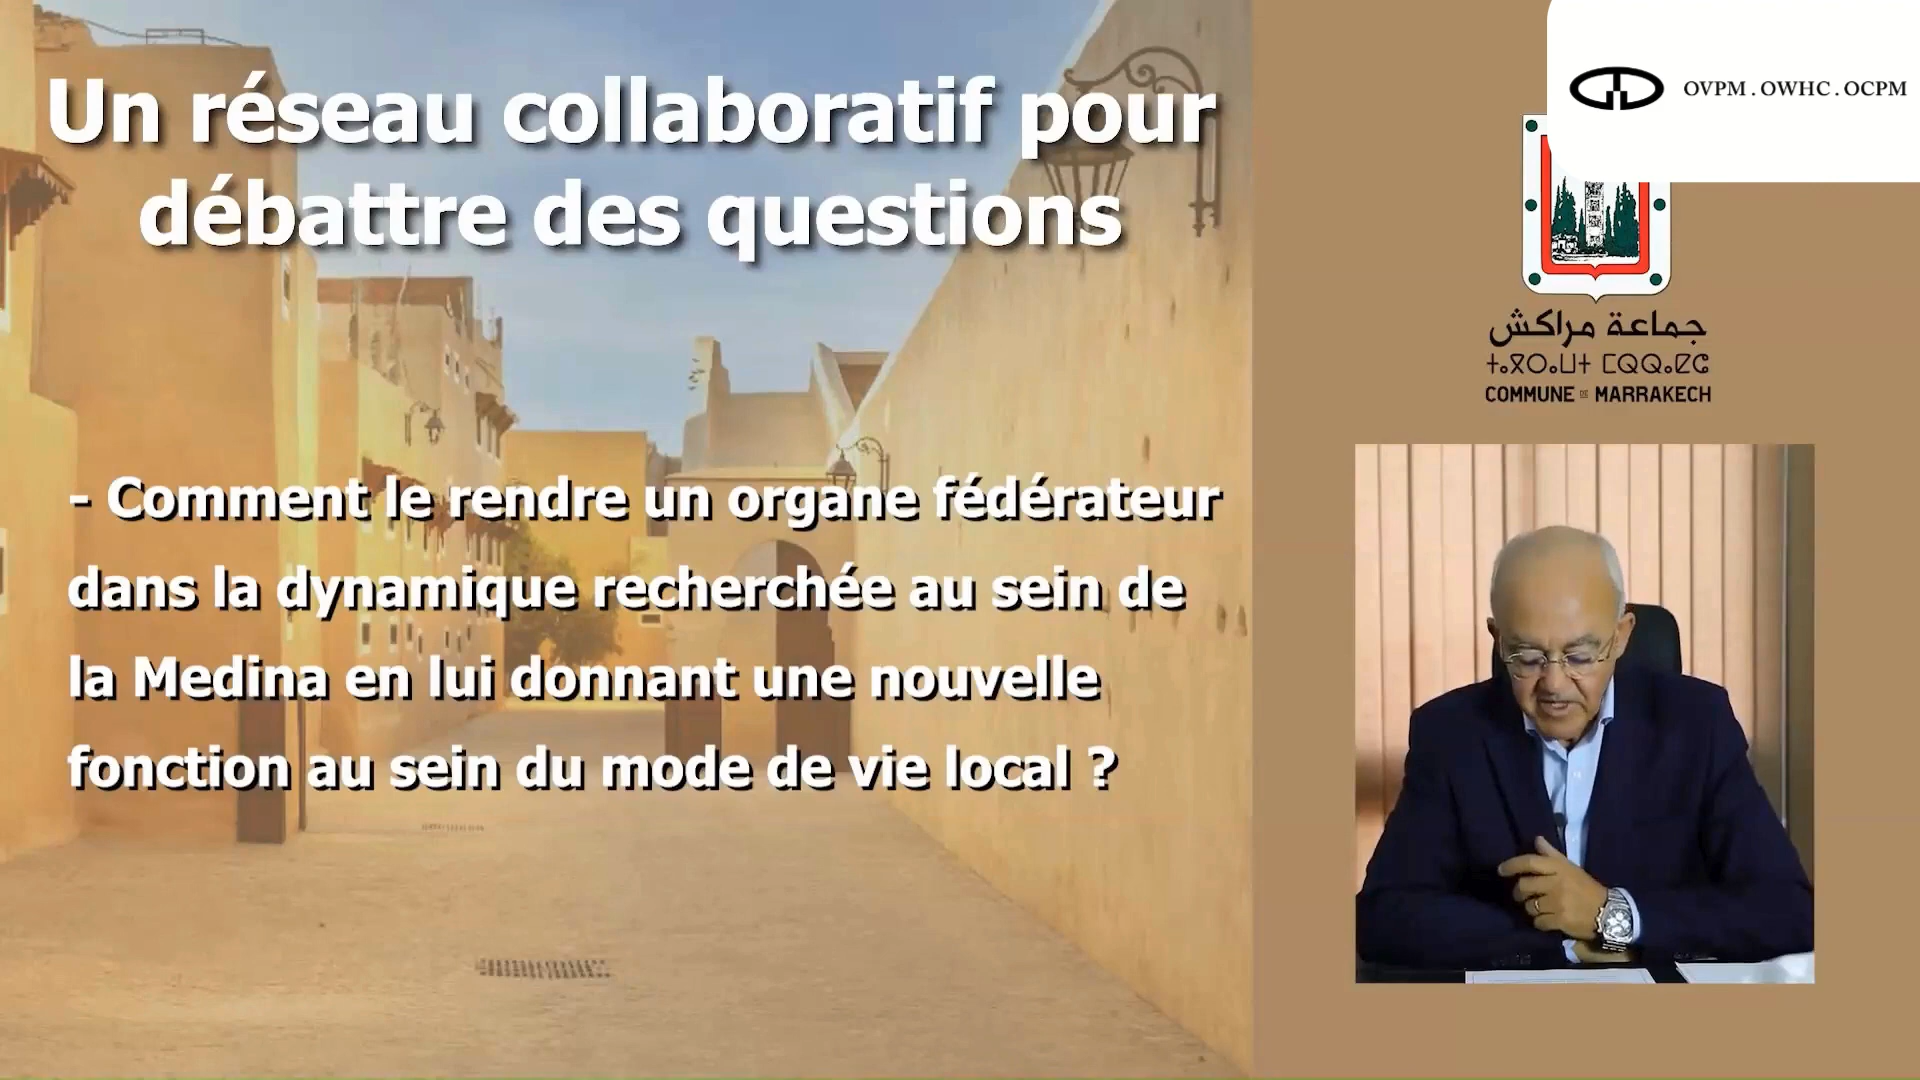 Un réseau collaboratif pour
débattre des questions
- Comment le rendre un organe fédérateur
dans la dynamique recherchée au sein de
la Medina en lui donnant une nouvelle
fonction au sein du mode de vie local ?
OVPM . OWHC . OCPM
جماعة مراكش
ⵜⴰⴳⵔⴰⵡⵜ ⵎⵕⵕⴰⴽⵛ
COMMUNE DE MARRAKECH